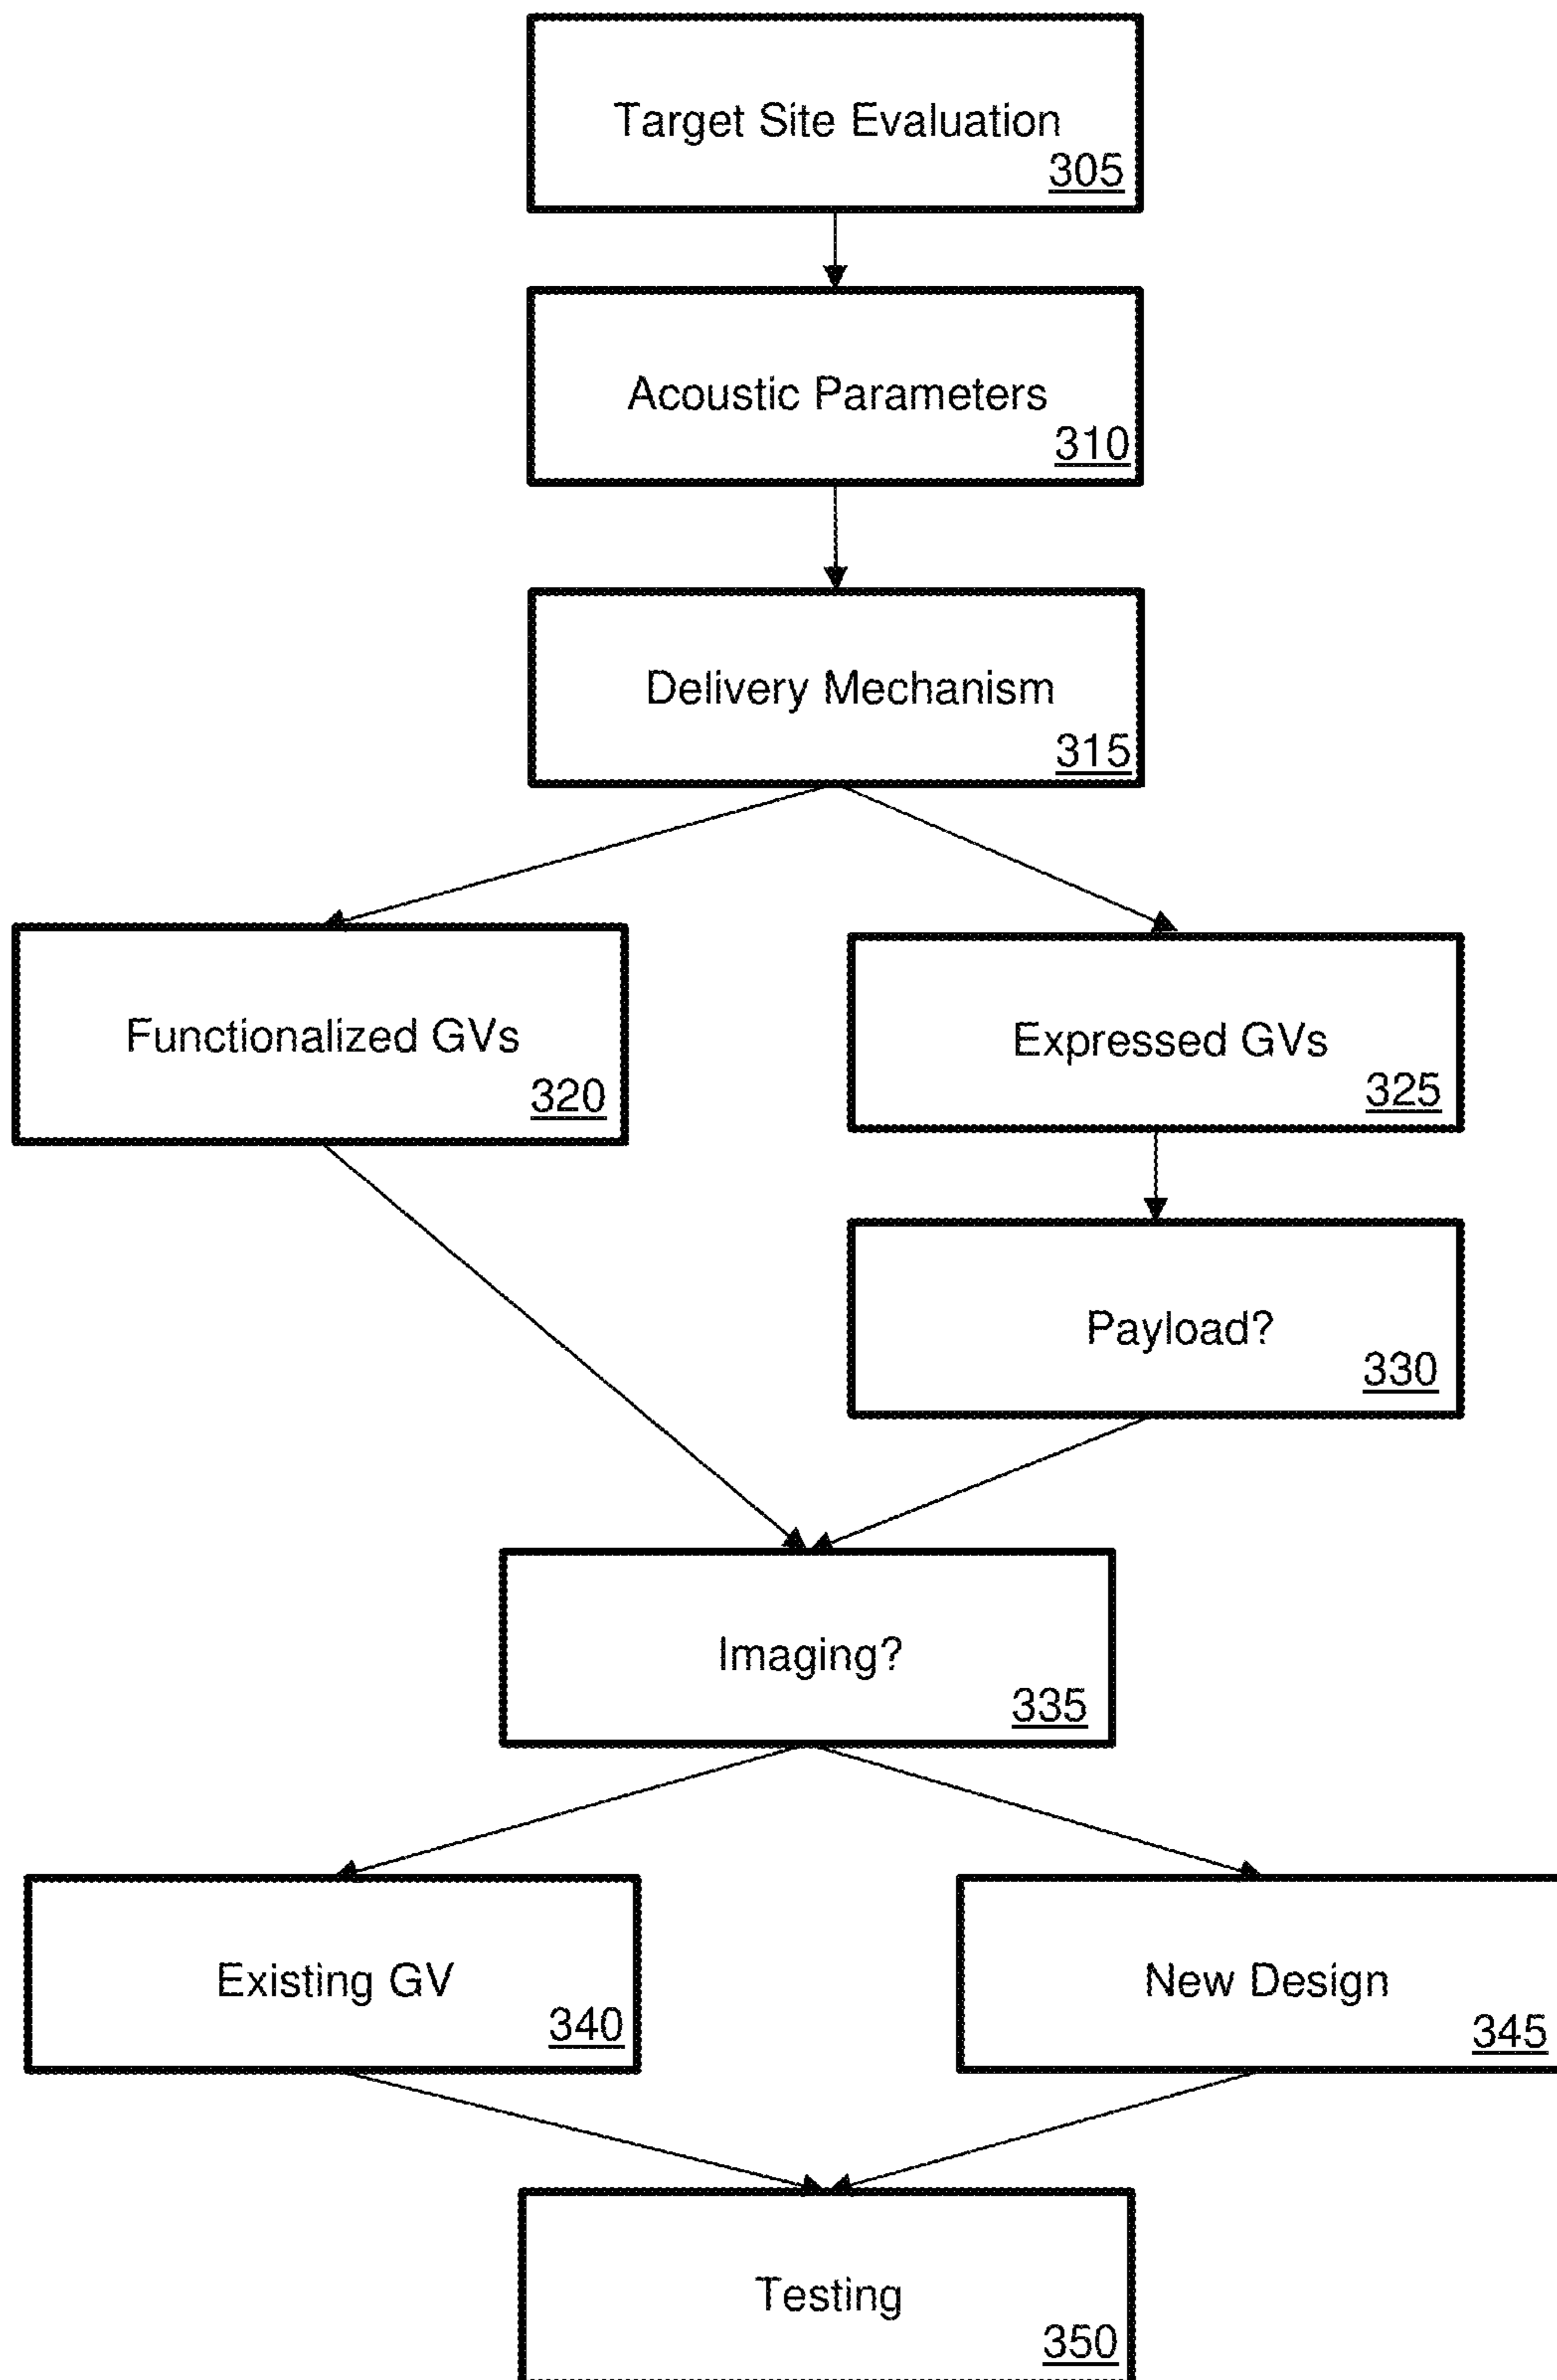 Target Site Evaluation
305
Acoustic Parameters
310
Delivery Mechanism
315
Functionalized GVs
320
Expressed GVs
325
Payload?
330
Imaging?
335
Existing GV
340
New Design
345
Testing
350